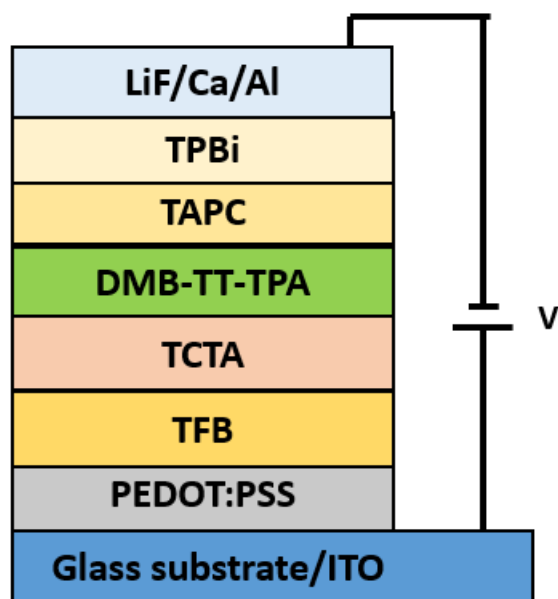 LiF/Ca/Al
TPBi
TAPC
DMB-TT-TPA
V
TCTA
TFB
PEDOT:PSS
Glass substrate/ITO